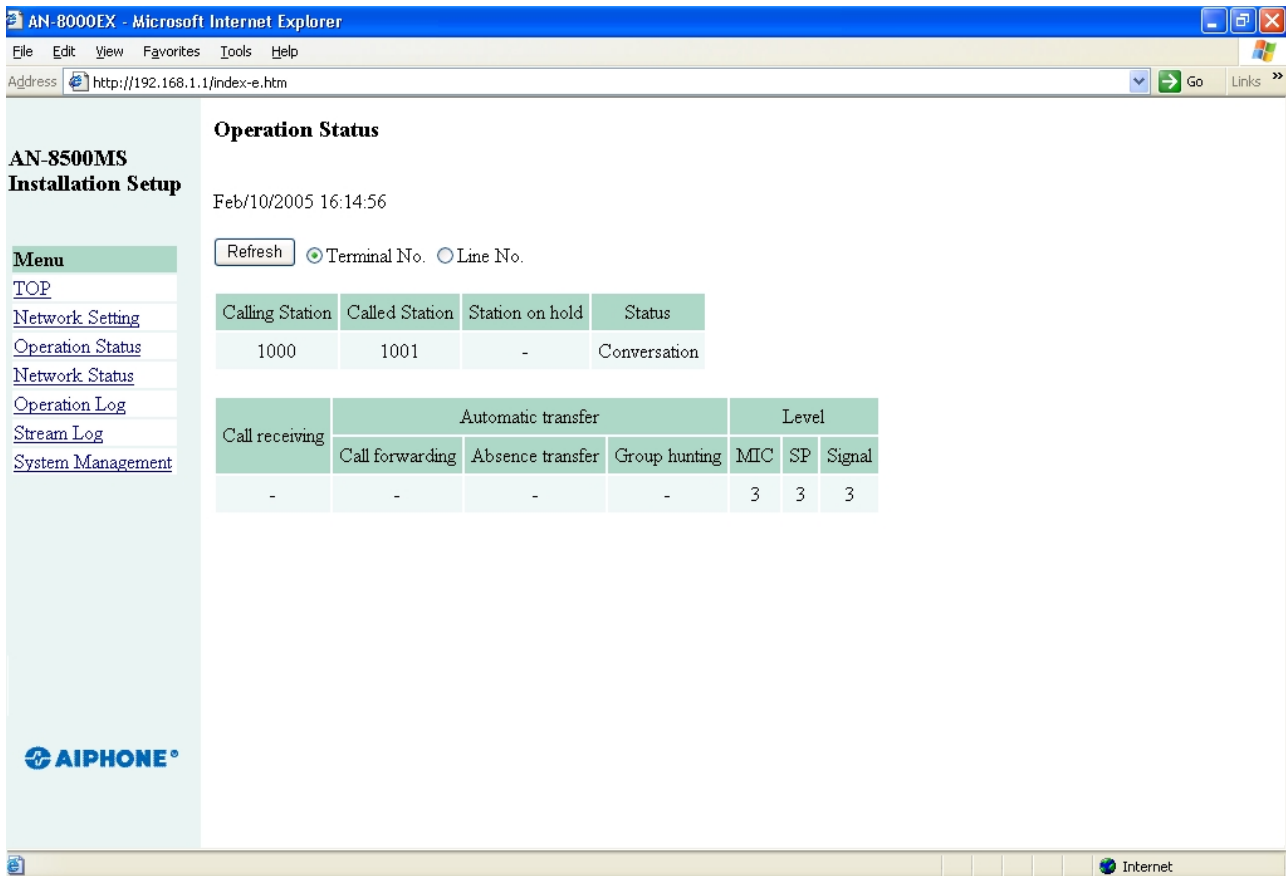 AN-8000EX - Microsoft Internet Explorer
File Edit View Favorites Tools Help
Address http://192.168.1.1/index-e.htm Go Links »
AN-8500MS
Installation Setup
Menu
TOP
Network Setting
Operation Status
Network Status
Operation Log
Stream Log
System Management
AIPHONE®
Operation Status
Feb/10/2005 16:14:56
Refresh Terminal No. Line No.
Calling Station Called Station Station on hold Status
1000 1001 - Conversation
Call receiving Automatic transfer Level
Call forwarding Absence transfer Group hunting MIC SP Signal
- - - - 3 3 3
Internet